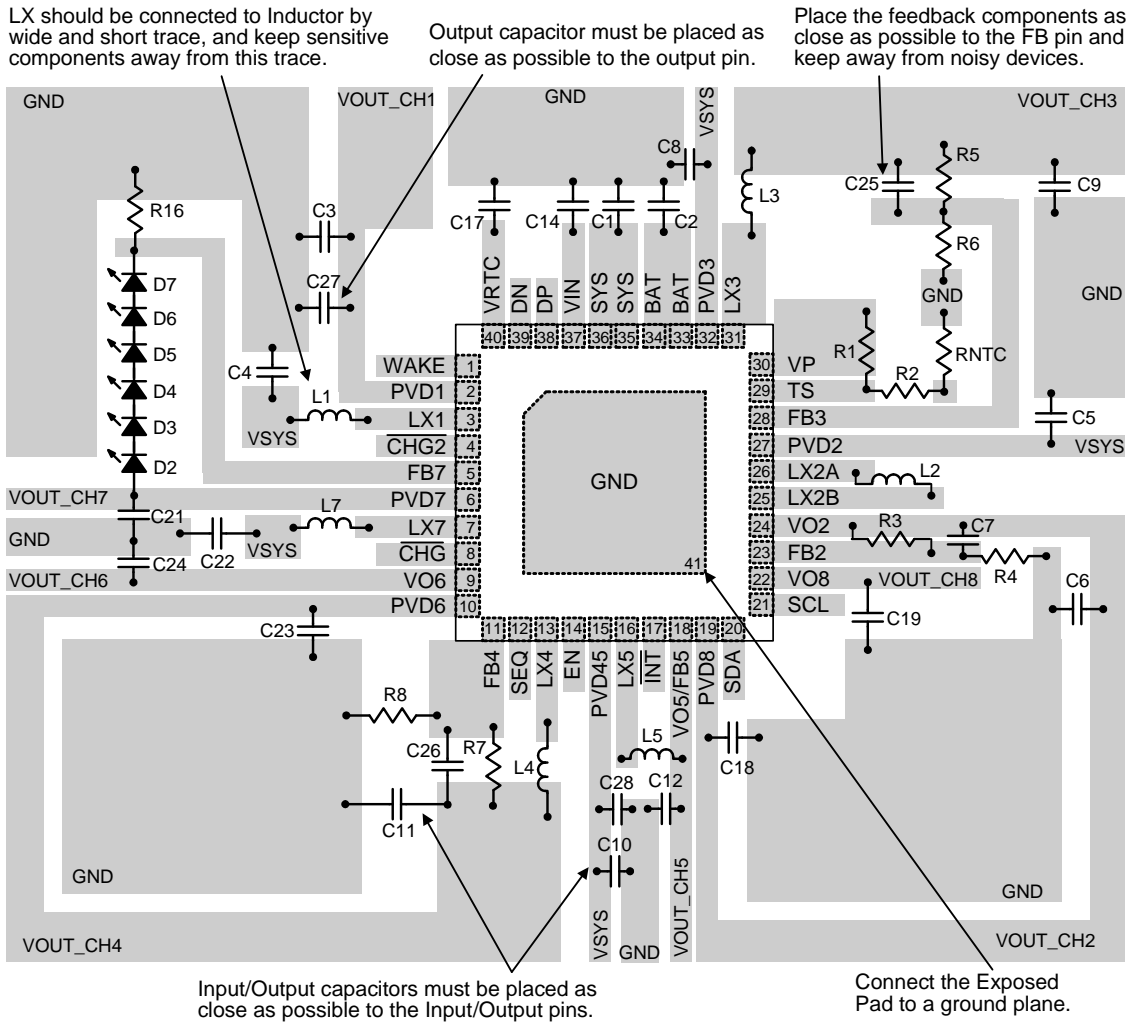 LX should be connected to Inductor by
wide and short trace, and keep sensitive
components away from this trace.
Output capacitor must be placed as
close as possible to the output pin.
Place the feedback components as
close as possible to the FB pin and
keep away from noisy devices.
GND
VOUT_CH1
GND
VSYS
VOUT_CH3
C8
R5
C25
C9
L3
R16
C3
C17
C14
C1
C2
R6
D7
C27
VRTC
DN
DP
VIN
SYS
SYS
BAT
BAT
PVD3
LX3
GND
GND
D6
40
39
38
37
36
35
34
33
32
31
D5
R1
RNTC
C4
WAKE
1
30
VP
R2
D4
L1
PVD1
2
29
TS
D3
LX1
3
28
FB3
C5
VSYS
CHG2
4
27
PVD2
VSYS
D2
FB7
5
26
LX2A
L2
GND
VOUT_CH7
PVD7
6
25
LX2B
C21
L7
LX7
7
24
VO2
R3
C7
GND
C22
VSYS
CHG
8
23
FB2
C24
R4
VOUT_CH6
VO6
9
41
22
VO8
VOUT_CH8
C6
PVD6
10
21
SCL
C19
C23
11
12
13
14
15
16
17
18
19
20
FB4
SEQ
LX4
EN
PVD45
LX5
INT
VO5/FB5
PVD8
SDA
R8
C26
R7
L4
L5
C18
C28
C12
C11
C10
GND
GND
VOUT_CH4
VSYS
GND
VOUT_CH5
VOUT_CH2
Input/Output capacitors must be placed as
close as possible to the Input/Output pins.
Connect the Exposed
Pad to a ground plane.